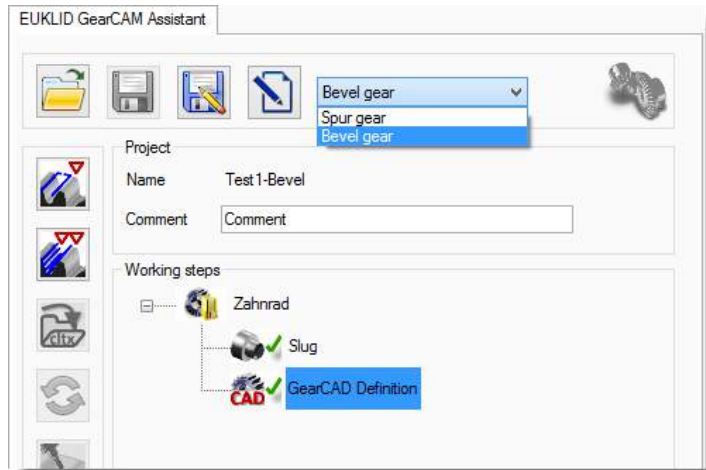 EUKLID GearCAM Assistant
Bevel gear
Spur gear
Bevel gear
Project
Name Test1-Bevel
Comment Comment
Working steps
Zahnrad
cltx
Slug
CAD GearCAD Definition